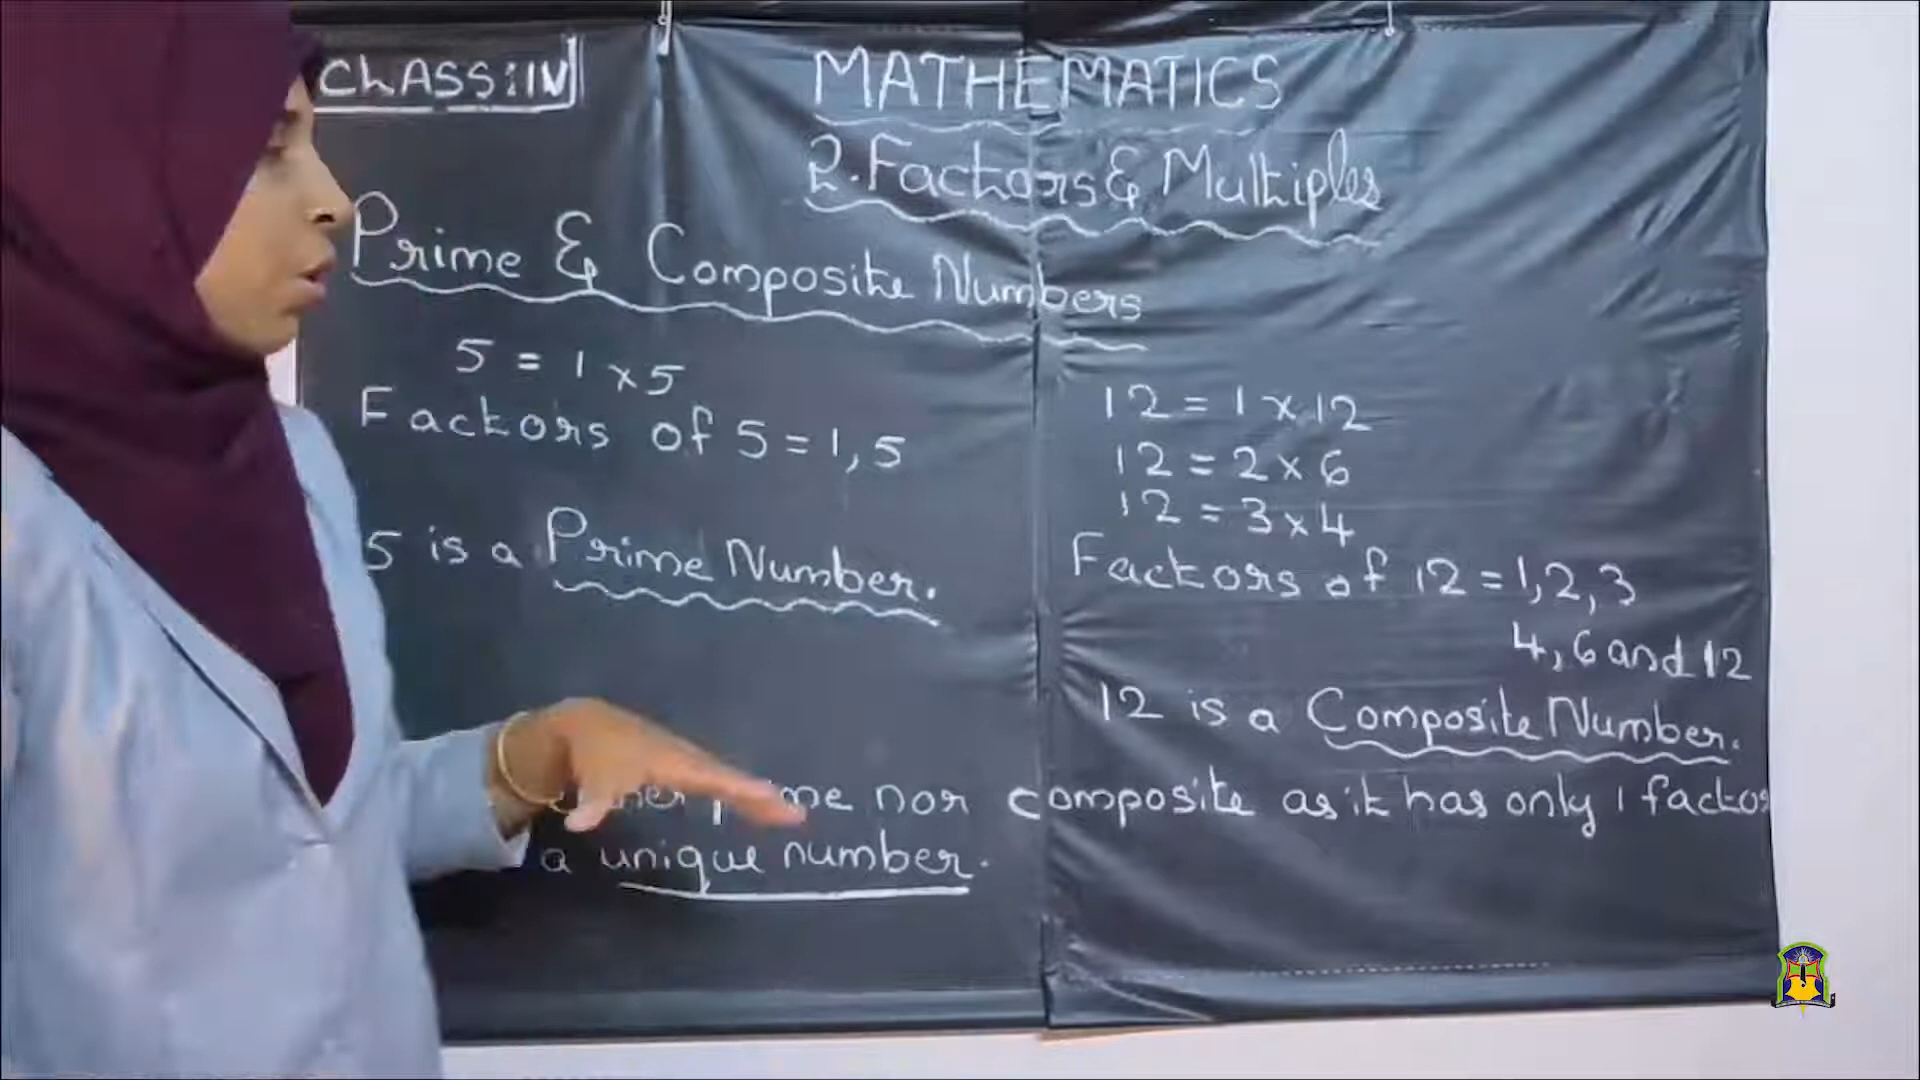 CLASS:IV
MATHEMATICS
2. Factors & Multiples
Prime & Composite Numbers
5 = 1 x 5
Factors of 5 = 1, 5
5 is a Prime Number.
12 = 1 x 12
12 = 2 x 6
12 = 3 x 4
Factors of 12 = 1, 2, 3
4, 6 and 12
12 is a Composite Number.
nor composite as it has only 1 factor
a unique number.